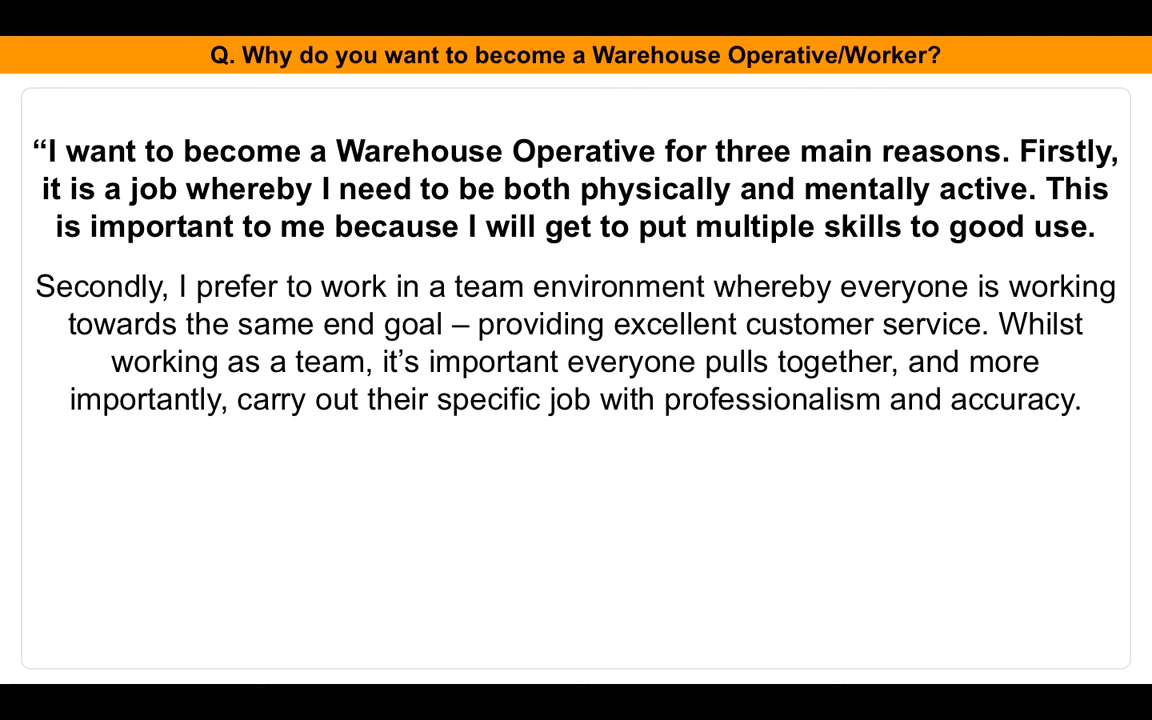 Q. Why do you want to become a Warehouse Operative/Worker?
“I want to become a Warehouse Operative for three main reasons. Firstly,
it is a job whereby I need to be both physically and mentally active. This
is important to me because I will get to put multiple skills to good use.
Secondly, I prefer to work in a team environment whereby everyone is working
towards the same end goal – providing excellent customer service. Whilst
working as a team, it’s important everyone pulls together, and more
importantly, carry out their specific job with professionalism and accuracy.